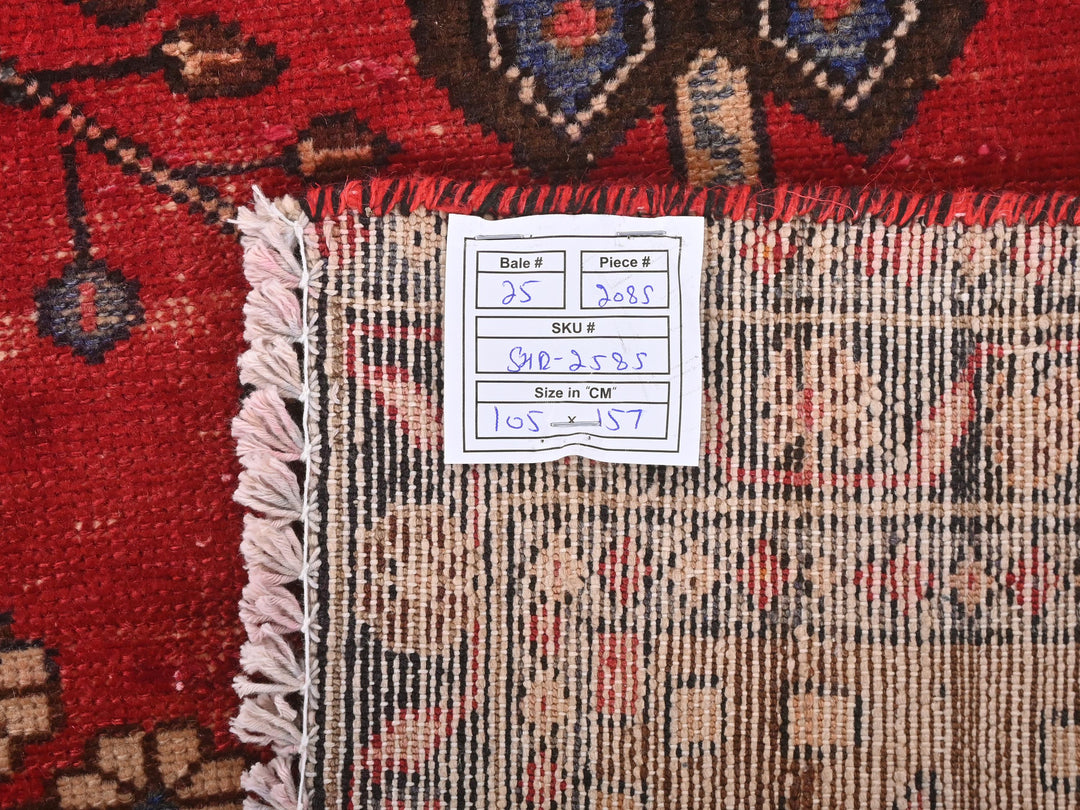 Bale # Piece #
25 2085
SKU #
SHR-2585
Size in "CM"
105 x 157